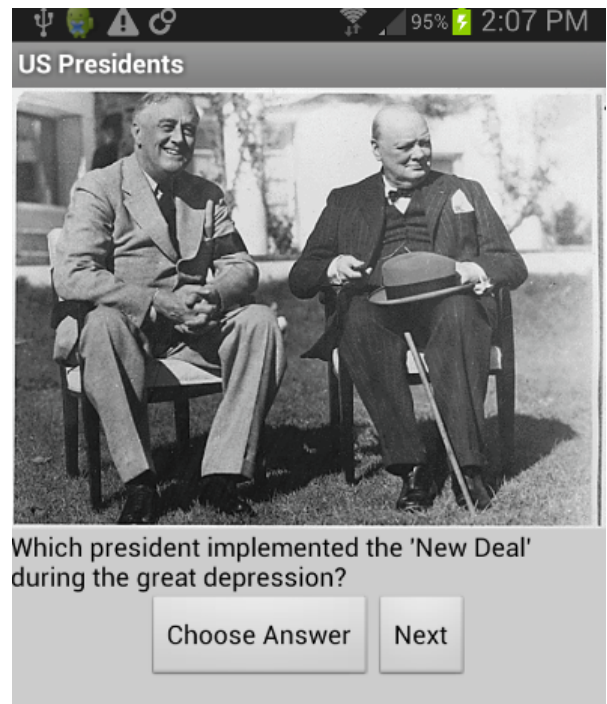 95% 2:07 PM
US Presidents
Which president implemented the 'New Deal'
during the great depression?
Choose Answer Next